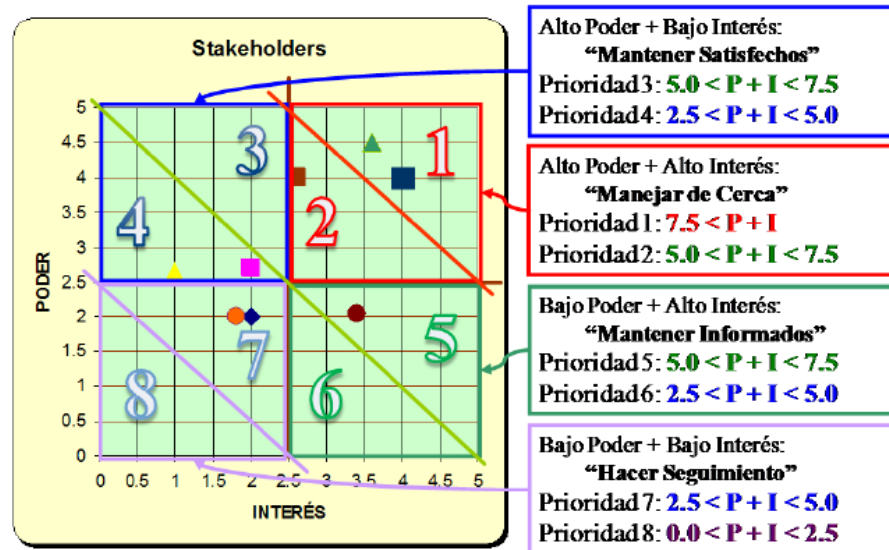 Stakeholders
PODER
5
4.5
4
3.5
3
2.5
2
1.5
1
0.5
0
3
1
2
4
7
5
8
6
0 0.5 1 1.5 2 2.5 3 3.5 4 4.5 5
INTERÉS
Alto Poder + Bajo Interés:
“Mantener Satisfechos”
Prioridad 3: 5.0 < P + I < 7.5
Prioridad 4: 2.5 < P + I < 5.0
Alto Poder + Alto Interés:
“Manejar de Cerca”
Prioridad 1: 7.5 < P + I
Prioridad 2: 5.0 < P + I < 7.5
Bajo Poder + Alto Interés:
“Mantener Informados”
Prioridad 5: 5.0 < P + I < 7.5
Prioridad 6: 2.5 < P + I < 5.0
Bajo Poder + Bajo Interés:
“Hacer Seguimiento”
Prioridad 7: 2.5 < P + I < 5.0
Prioridad 8: 0.0 < P + I < 2.5